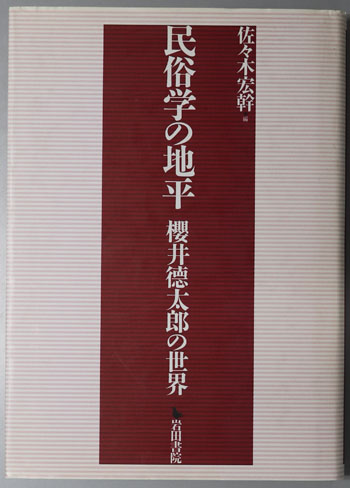 佐々木宏幹 編
民俗学の地平
櫻井徳太郎の世界
岩田書院